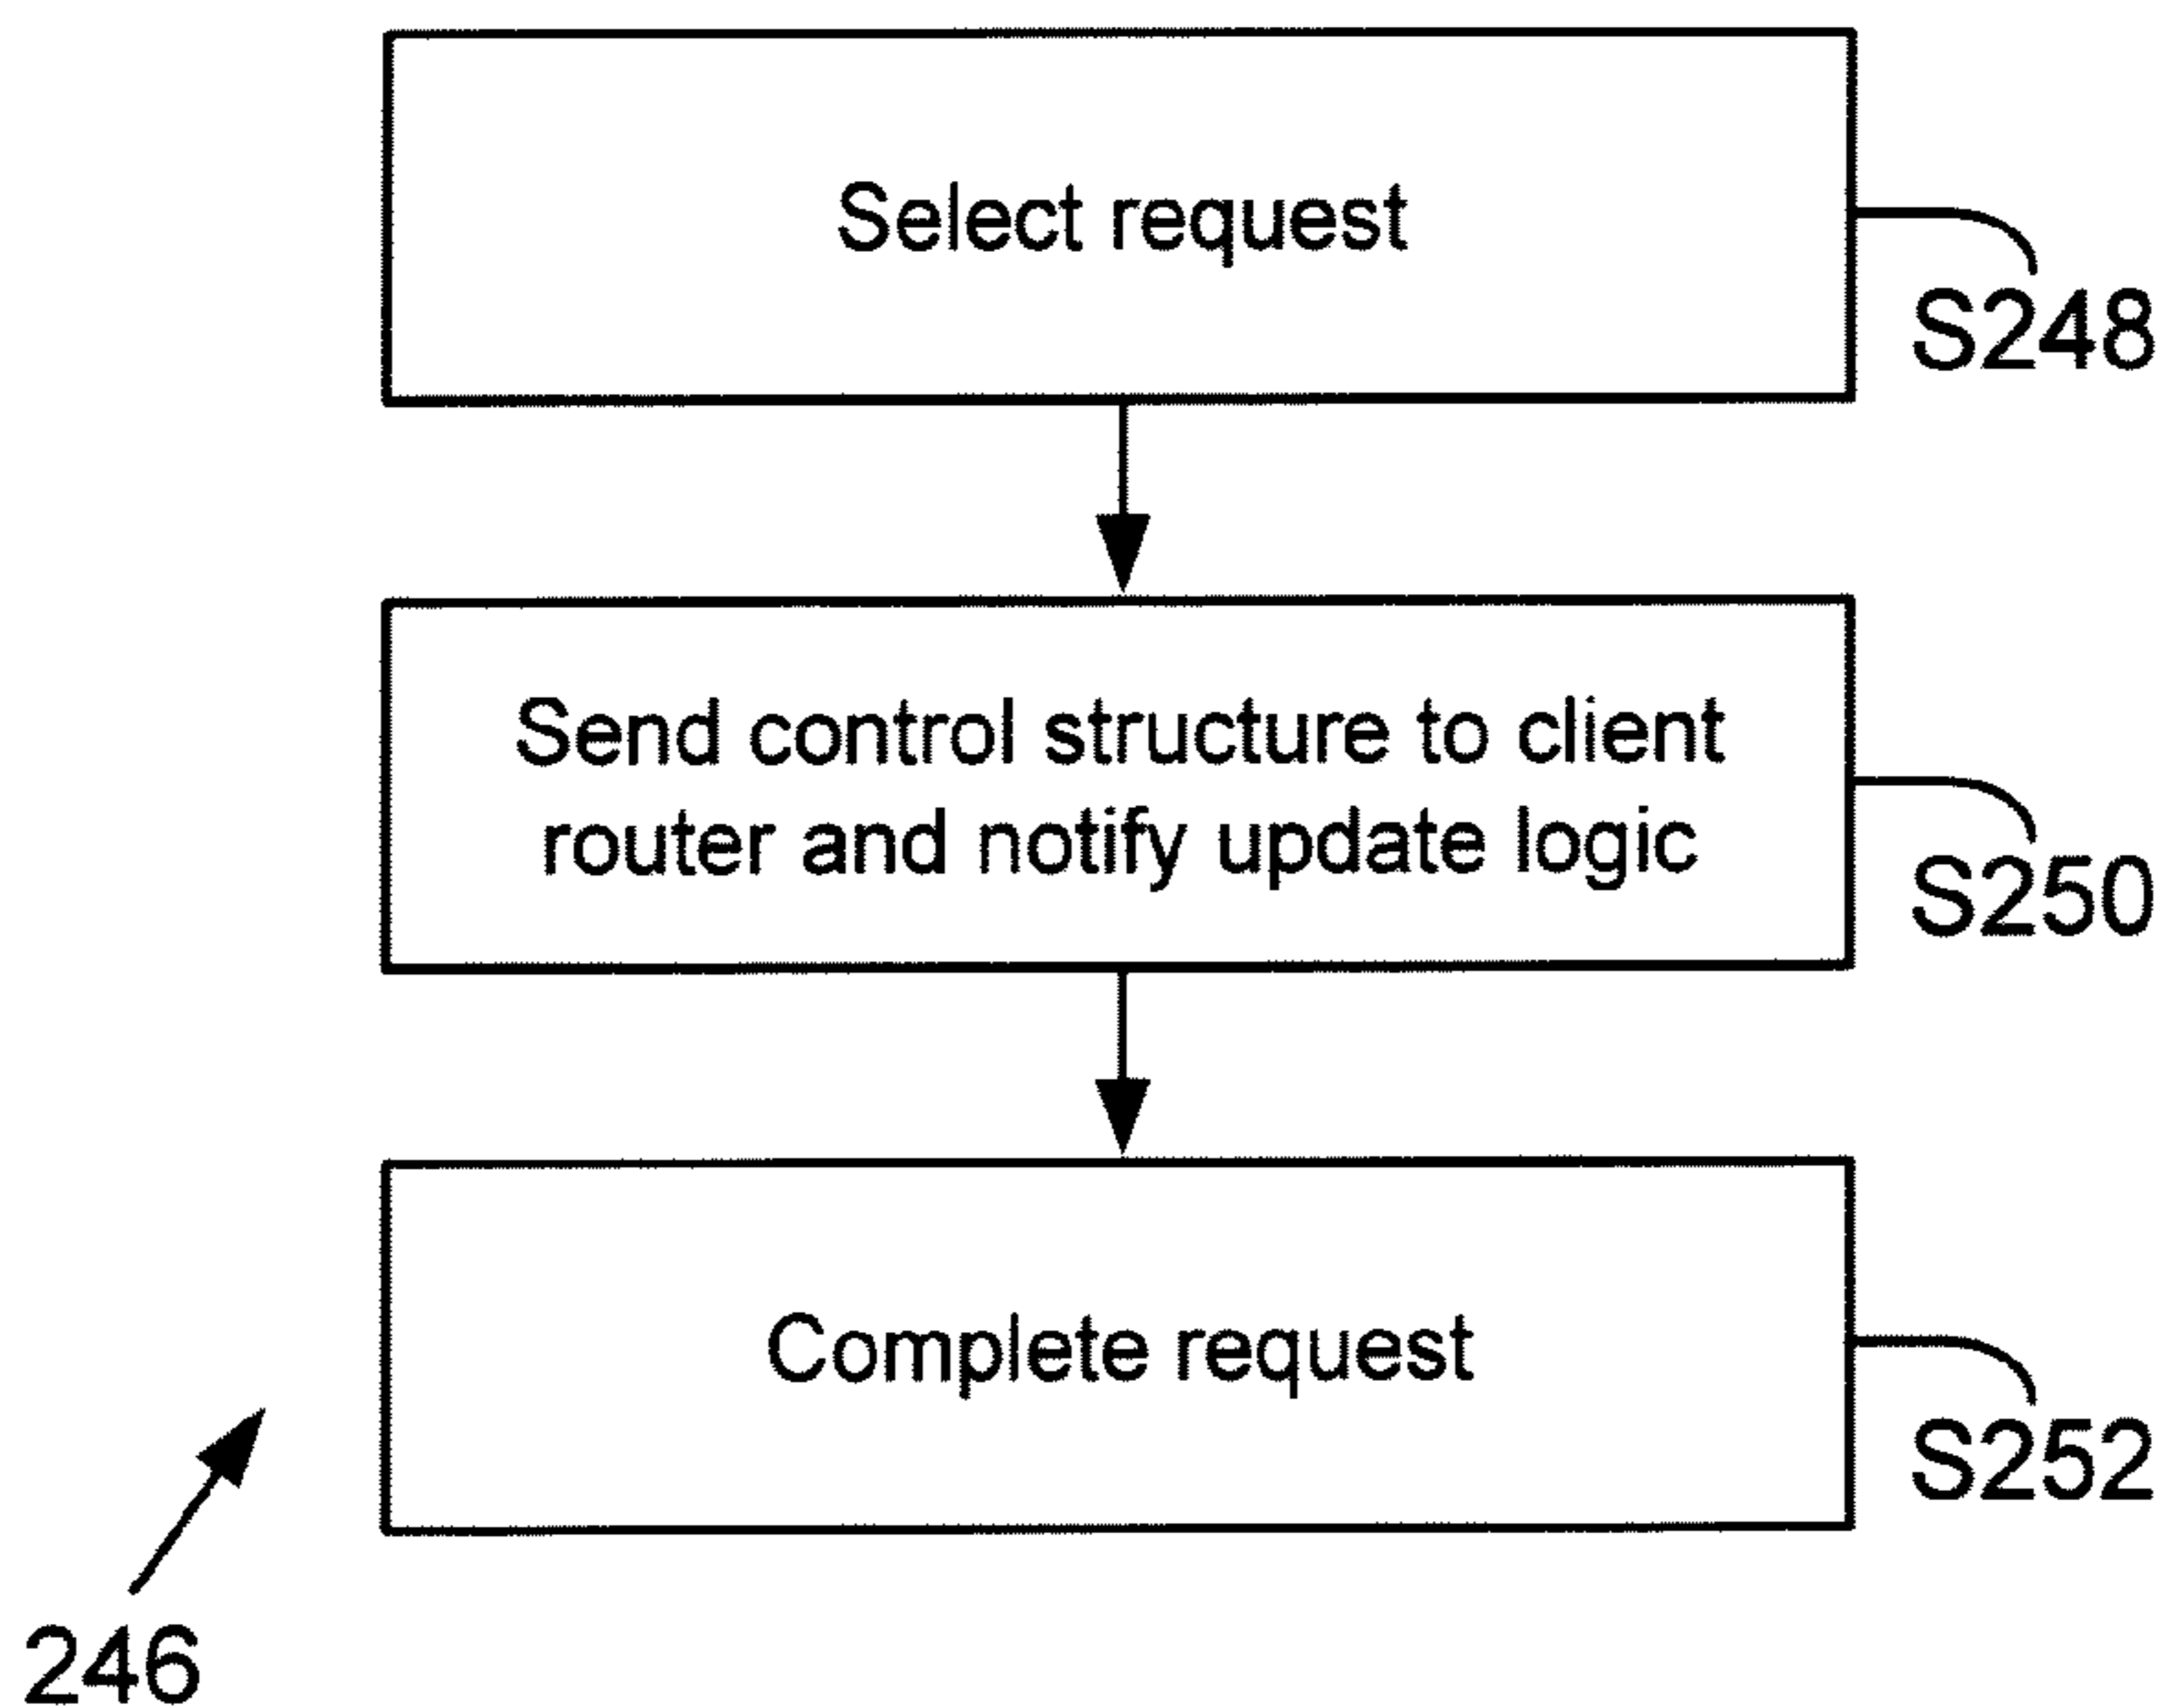 Select request
S248
Send control structure to client
router and notify update logic
S250
Complete request
S252
246